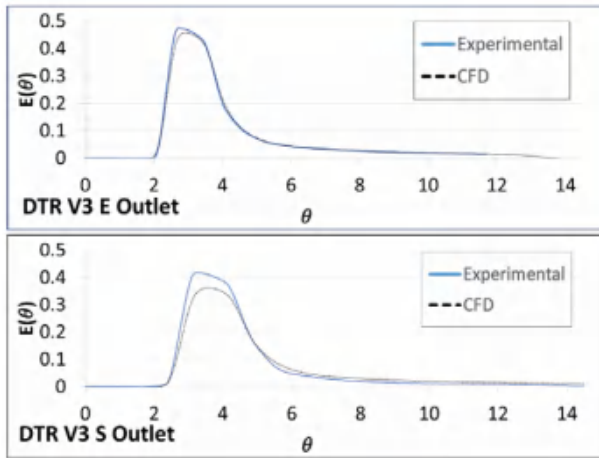 0.5
0.4
0.3
0.2
0.1
0
E(θ)
Experimental
CFD
0 2 4 6 8 10 12 14
DTR V3 E Outlet
θ
0.5
0.4
0.3
0.2
0.1
0
E(θ)
Experimental
CFD
0 2 4 6 8 10 12 14
DTR V3 S Outlet
θ